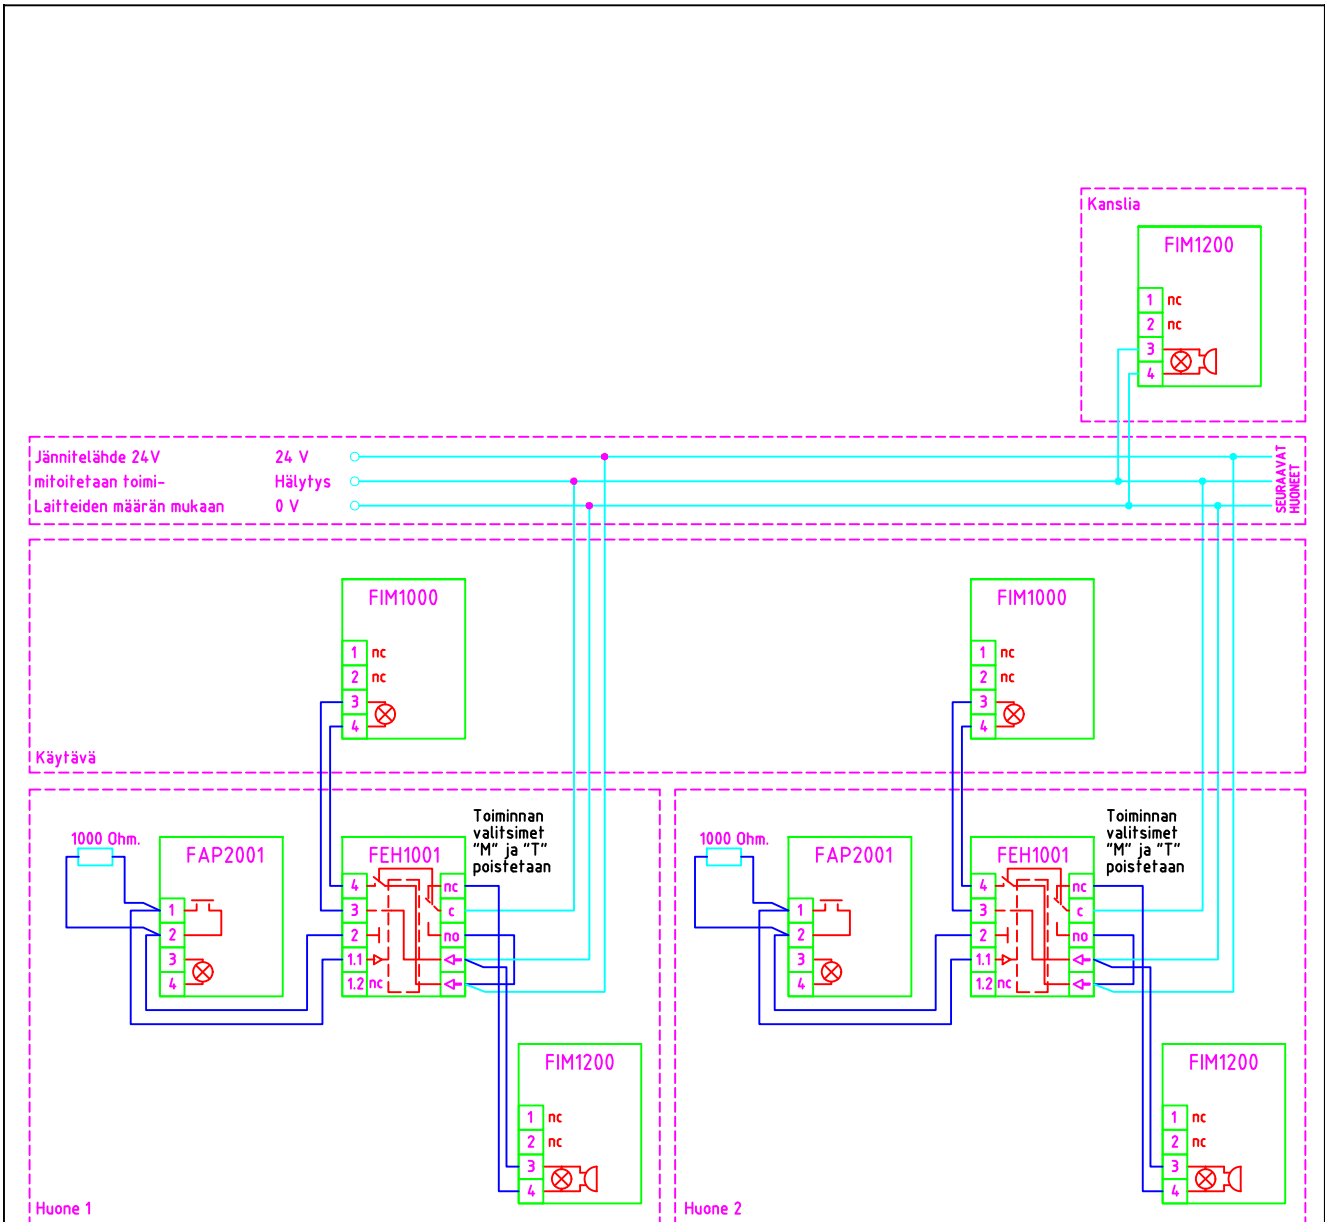 Kanslia
FIM1200
1 nc
2 nc
3
4
Jännitelähde 24V 24 V
mitoitetaan toimi- Hälytys
Laitteiden määrän mukaan 0 V
SEURAAVAT
HUONEET
FIM1000
1 nc
2 nc
3
4
FIM1000
1 nc
2 nc
3
4
Käytävä
1000 Ohm.
FAP2001
1
2
3
4
FEH1001
4 nc
3 c
2 no
1.1
1.2 nc
Toiminnan
valitsimet
"M" ja "T"
poistetaan
FIM1200
1 nc
2 nc
3
4
Huone 1
1000 Ohm.
FAP2001
1
2
3
4
FEH1001
4 nc
3 c
2 no
1.1
1.2 nc
Toiminnan
valitsimet
"M" ja "T"
poistetaan
FIM1200
1 nc
2 nc
3
4
Huone 2